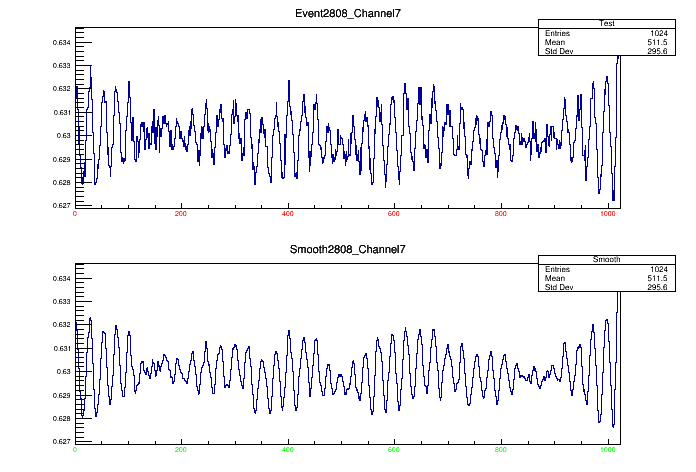 Event2808_Channel7
Test
Entries 1024
Mean 511.5
Std Dev 295.6
0.634
0.633
0.632
0.631
0.63
0.629
0.628
0.627
0 200 400 600 800 1000
Smooth2808_Channel7
Smooth
Entries 1024
Mean 511.5
Std Dev 295.6
0.634
0.633
0.632
0.631
0.63
0.629
0.628
0.627
0 200 400 600 800 1000